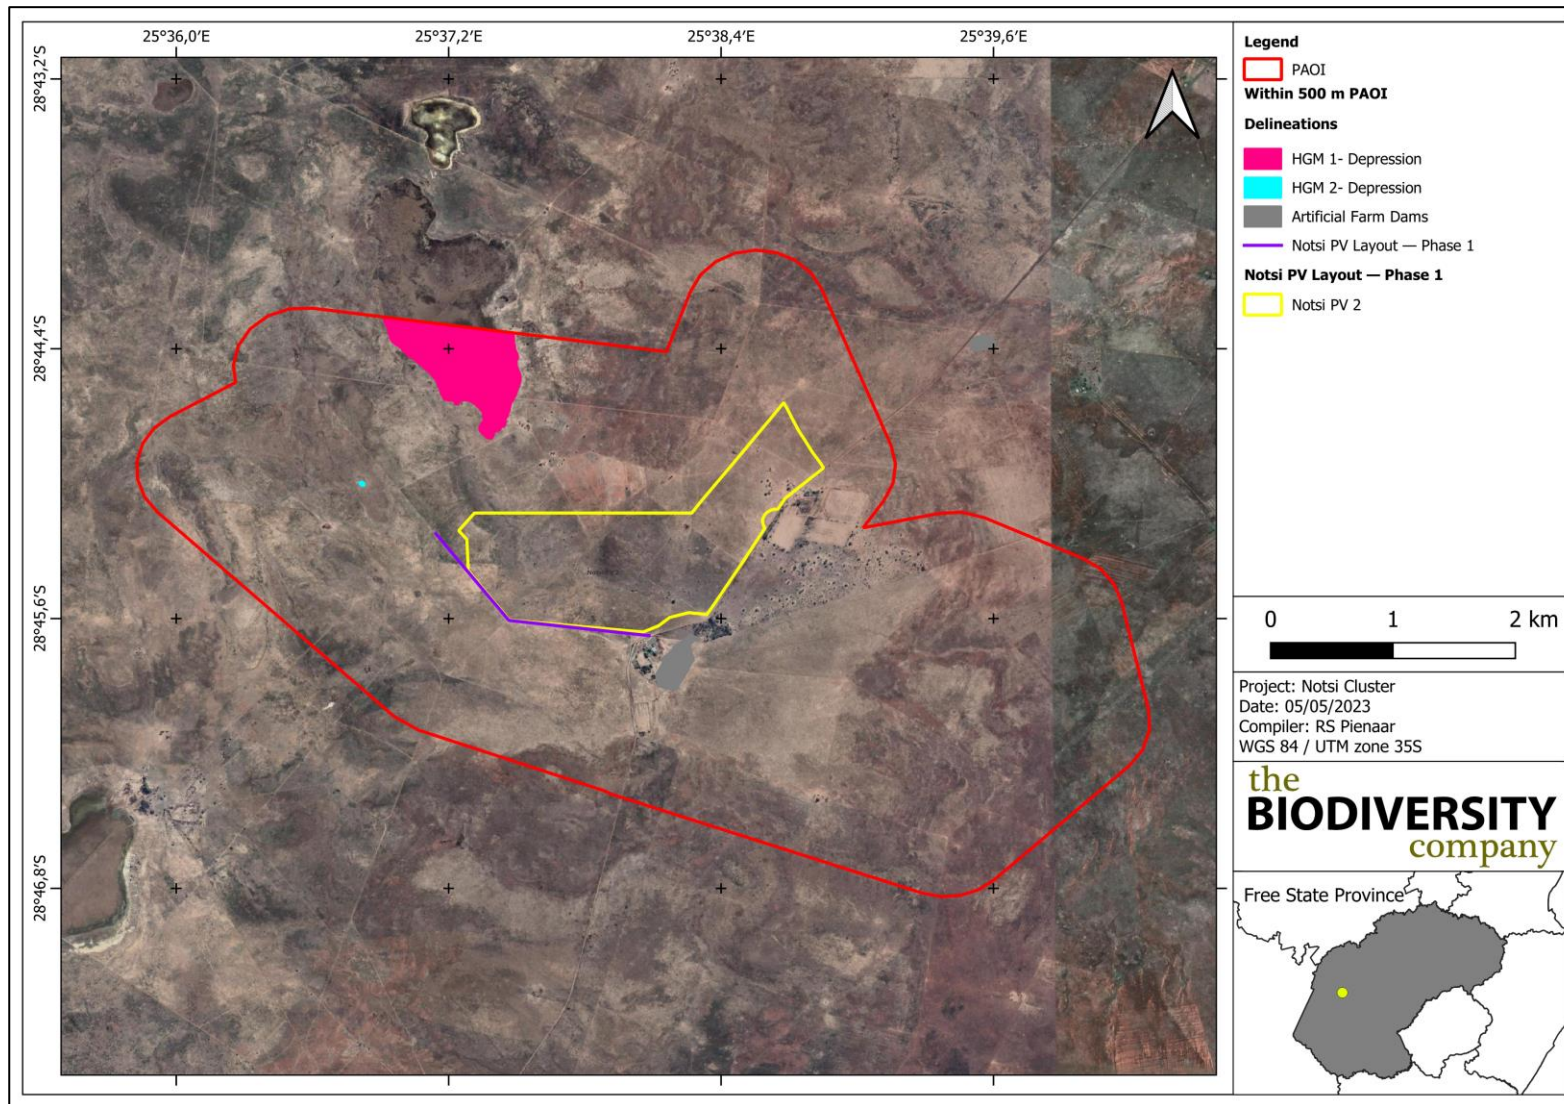 25°36,0′E
25°37,2′E
25°38,4′E
25°39,6′E
28°43,2′S
28°44,4′S
28°45,6′S
28°46,8′S
Legend
PAOI
Within 500 m PAOI
Delineations
HGM 1- Depression
HGM 2- Depression
Artificial Farm Dams
Notsi PV Layout — Phase 1
Notsi PV Layout — Phase 1
Notsi PV 2
0 1 2 km
Project: Notsi Cluster
Date: 05/05/2023
Compiler: RS Pienaar
WGS 84 / UTM zone 35S
the
BIODIVERSITY
company
Free State Province